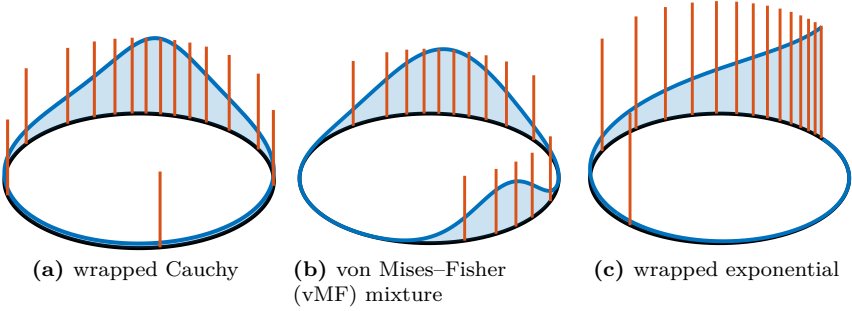 (a) wrapped Cauchy
(b) von Mises–Fisher
(vMF) mixture
(c) wrapped exponential